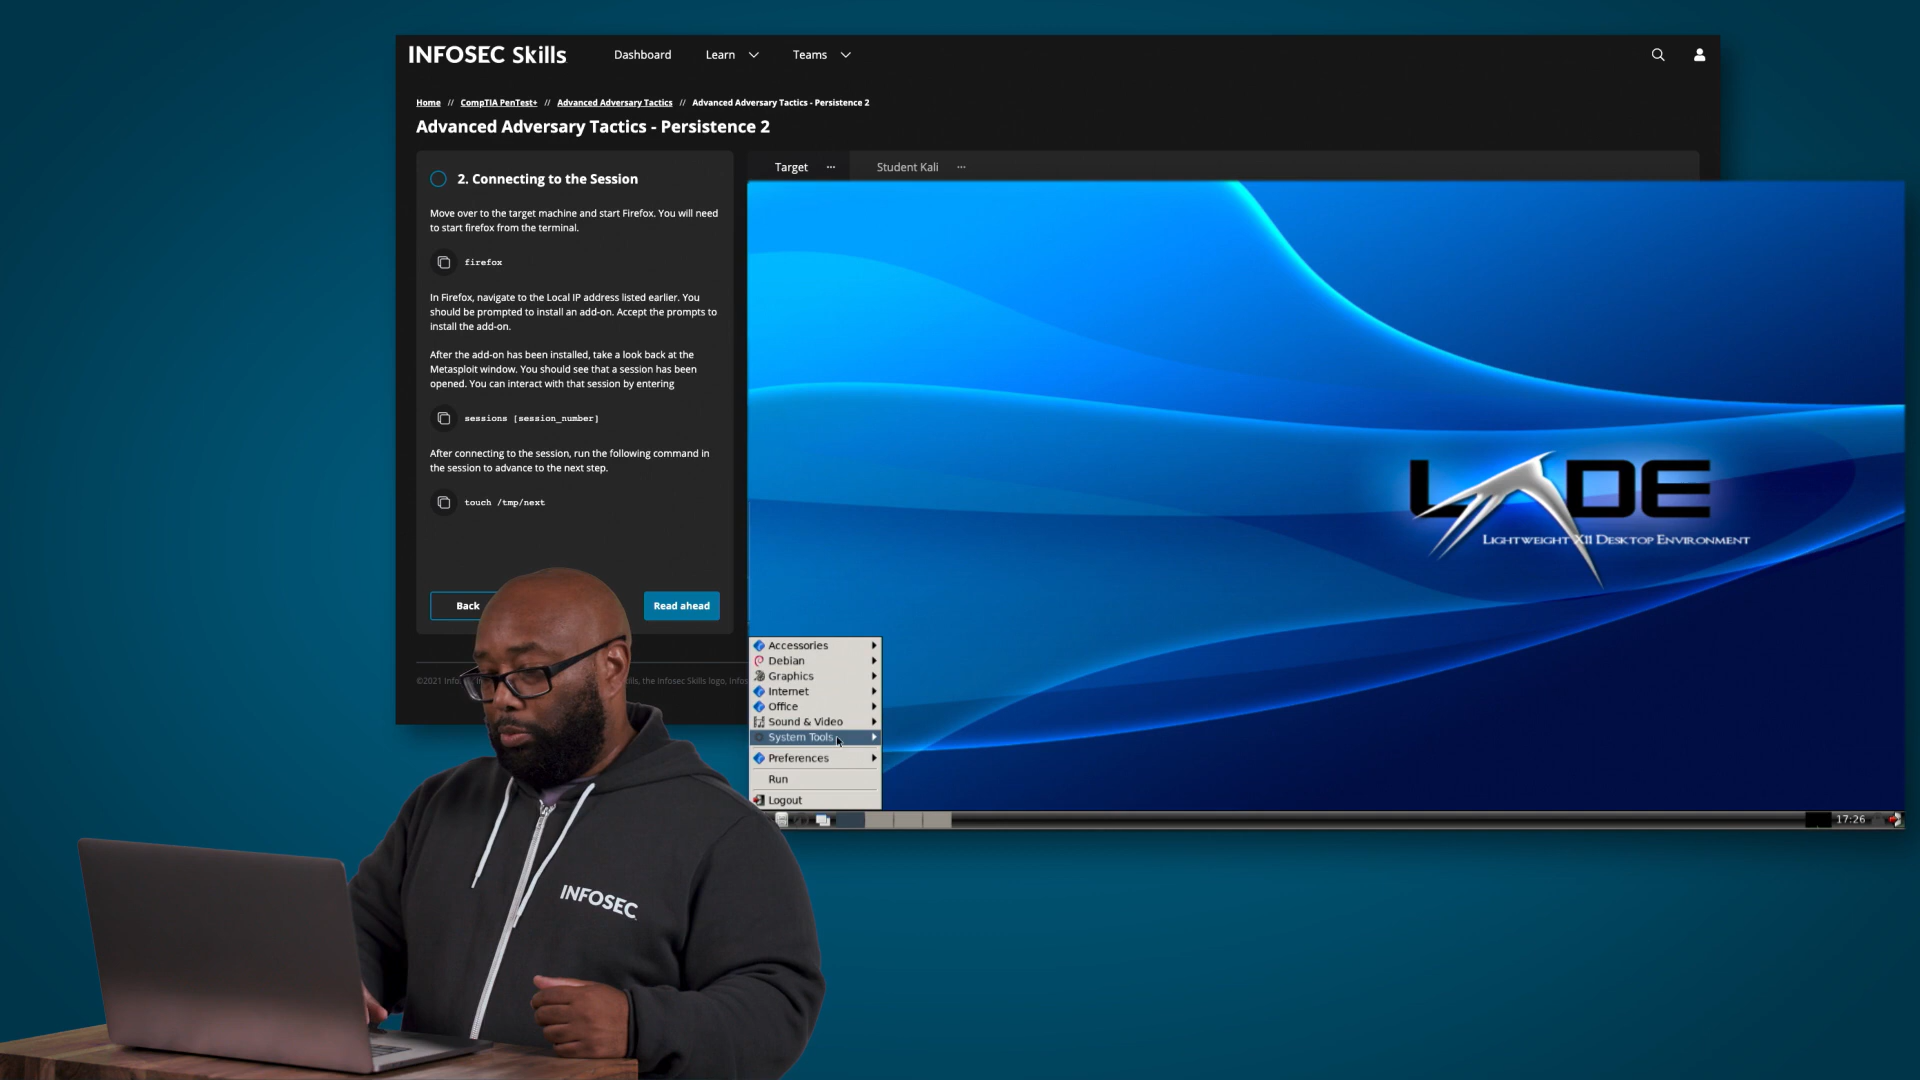 INFOSEC Skills
Dashboard
Learn
Teams
Home // CompTIA PenTest+ // Advanced Adversary Tactics // Advanced Adversary Tactics - Persistence 2
Advanced Adversary Tactics - Persistence 2
2. Connecting to the Session
Move over to the target machine and start Firefox. You will need
to start firefox from the terminal.
firefox
In Firefox, navigate to the Local IP address listed earlier. You
should be prompted to install an add-on. Accept the prompts to
install the add-on.
After the add-on has been installed, take a look back at the
Metasploit window. You should see that a session has been
opened. You can interact with that session by entering
sessions [session_number]
After connecting to the session, run the following command in
the session to advance to the next step.
touch /tmp/next
Back
Read ahead
©2021 Info
the Infosec Skills logo, Infos
Target ...
Student Kali ...
LXDE
LIGHTWEIGHT X11 DESKTOP ENVIRONMENT
Accessories
Debian
Graphics
Internet
Office
Sound & Video
System Tools
Preferences
Run
Logout
17:26
INFOSEC